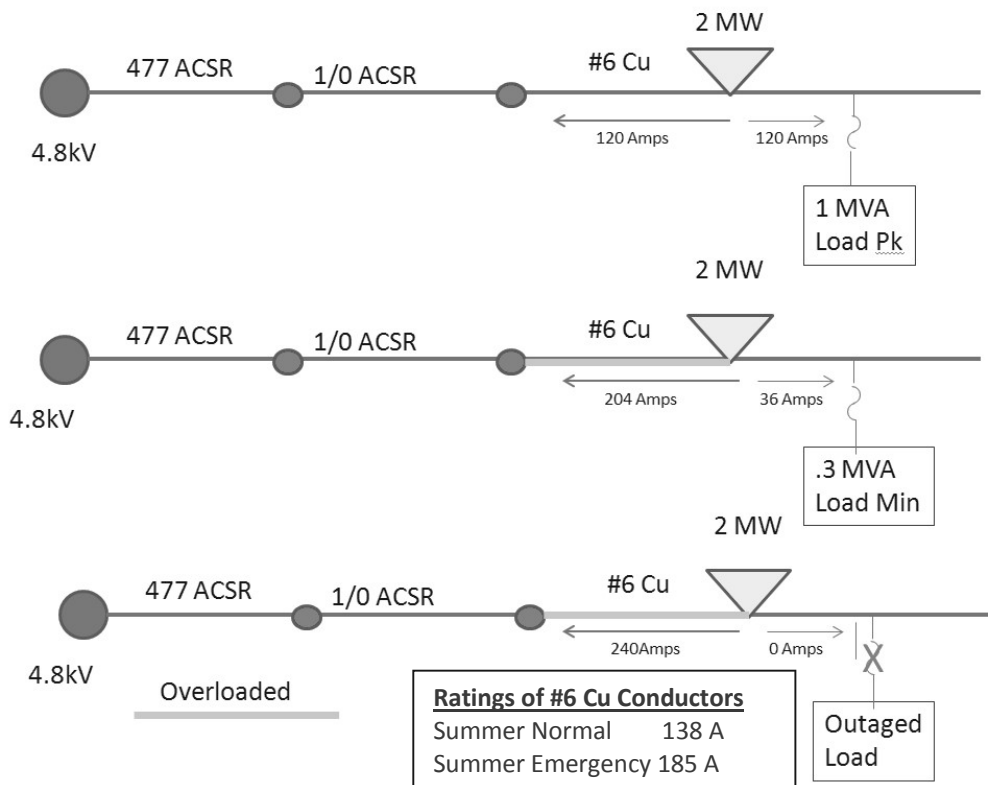 2 MW
477 ACSR
1/0 ACSR
#6 Cu
120 Amps
120 Amps
4.8kV
1 MVA
Load Pk
2 MW
477 ACSR
1/0 ACSR
#6 Cu
204 Amps
36 Amps
4.8kV
.3 MVA
Load Min
2 MW
477 ACSR
1/0 ACSR
#6 Cu
240Amps
0 Amps
4.8kV
Overloaded
Ratings of #6 Cu Conductors
Summer Normal 138 A
Summer Emergency 185 A
Outaged
Load